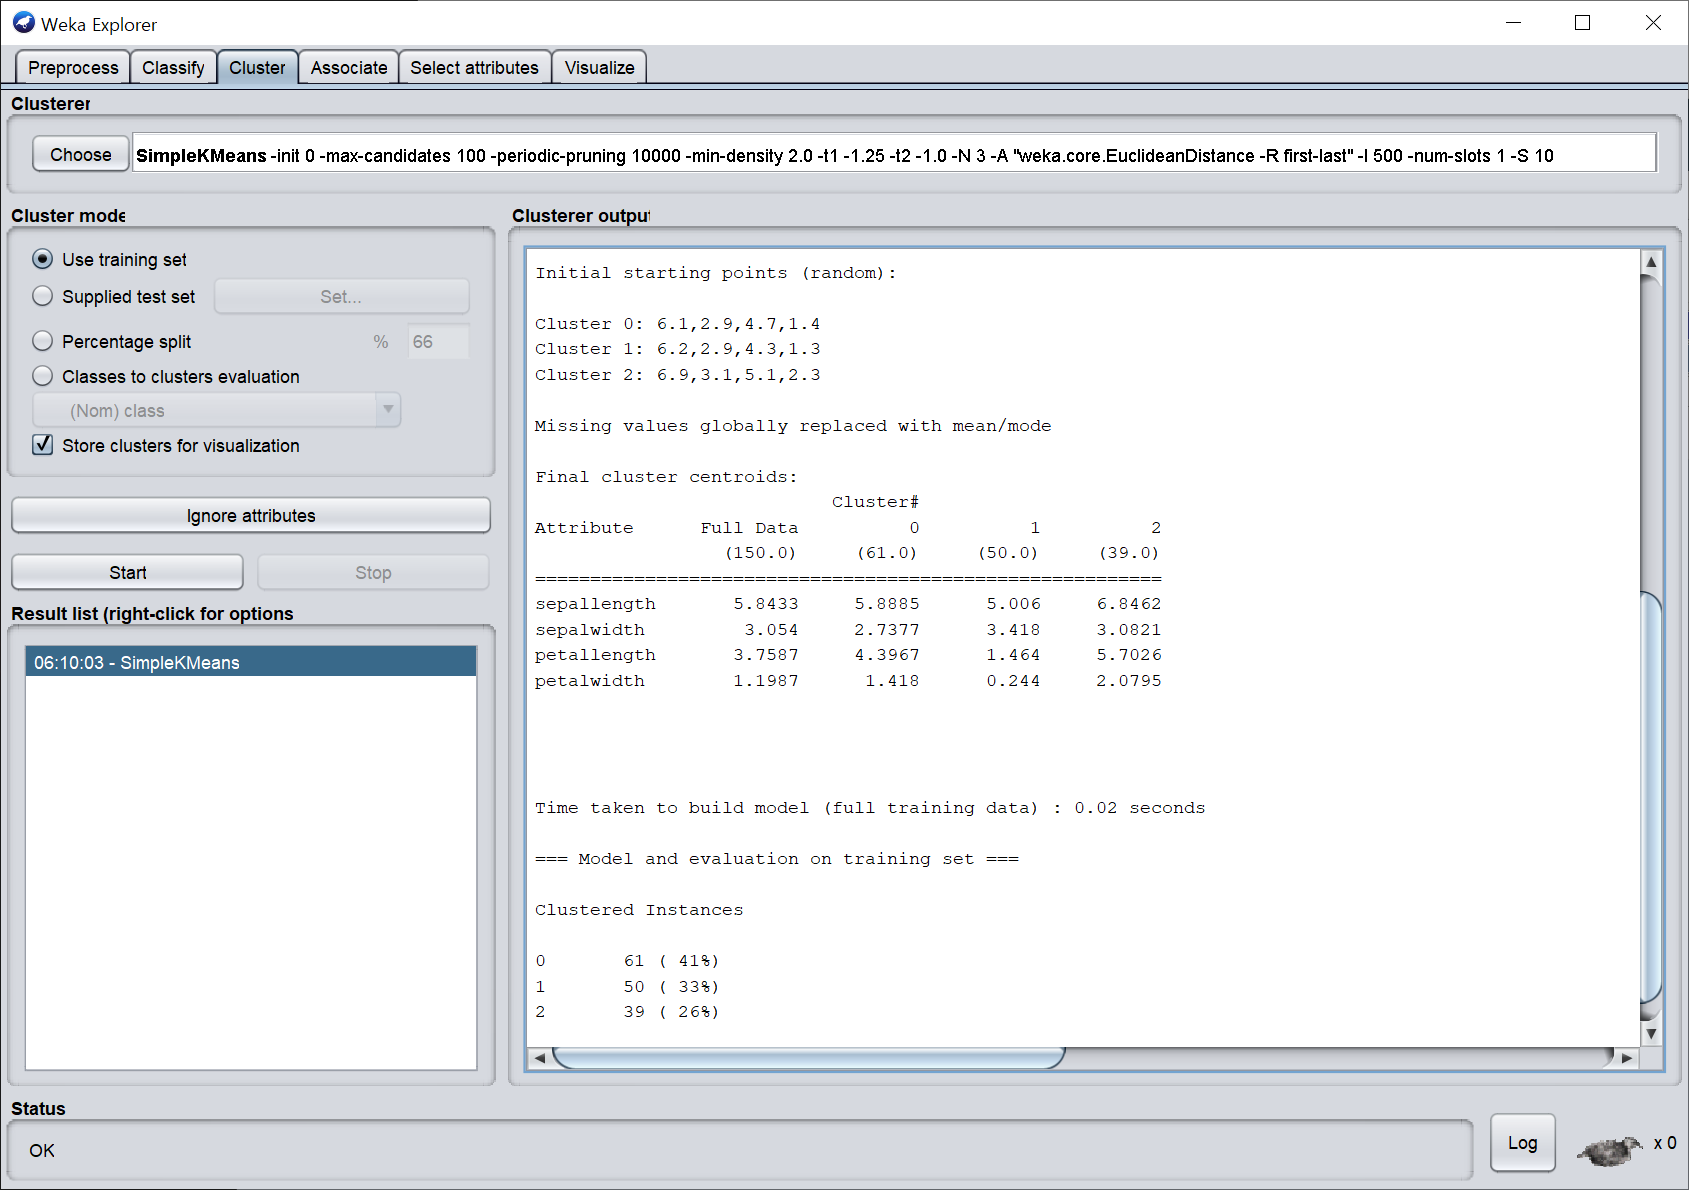 Weka Explorer
Preprocess Classify Cluster Associate Select attributes Visualize
Clusterer
Choose SimpleKMeans -init 0 -max-candidates 100 -periodic-pruning 10000 -min-density 2.0 -t1 -1.25 -t2 -1.0 -N 3 -A "weka.core.EuclideanDistance -R first-last" -I 500 -num-slots 1 -S 10
Cluster mode
Use training set
Supplied test set Set...
Percentage split % 66
Classes to clusters evaluation
(Nom) class
Store clusters for visualization
Ignore attributes
Start Stop
Result list (right-click for options
06:10:03 - SimpleKMeans
Clusterer output
Initial starting points (random):
Cluster 0: 6.1,2.9,4.7,1.4
Cluster 1: 6.2,2.9,4.3,1.3
Cluster 2: 6.9,3.1,5.1,2.3
Missing values globally replaced with mean/mode
Final cluster centroids:
Cluster#
Attribute Full Data 0 1 2
(150.0) (61.0) (50.0) (39.0)
=========================================================
sepallength 5.8433 5.8885 5.006 6.8462
sepalwidth 3.054 2.7377 3.418 3.0821
petallength 3.7587 4.3967 1.464 5.7026
petalwidth 1.1987 1.418 0.244 2.0795
Time taken to build model (full training data) : 0.02 seconds
=== Model and evaluation on training set ===
Clustered Instances
0 61 ( 41%)
1 50 ( 33%)
2 39 ( 26%)
Status
OK
Log
x 0